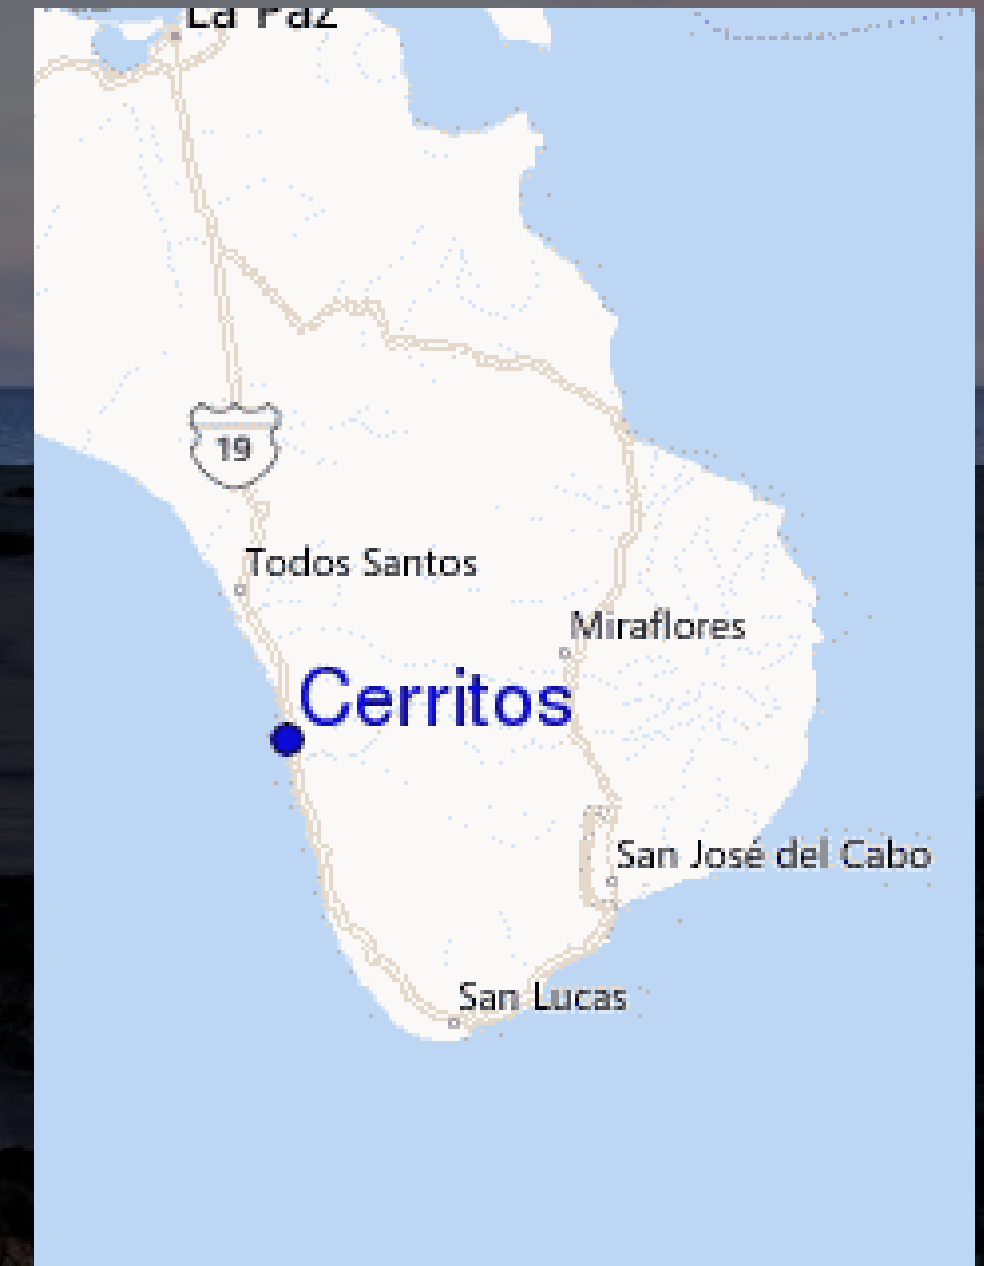 La Paz
19
Todos Santos
Miraflores
Cerritos
San José del Cabo
San Lucas